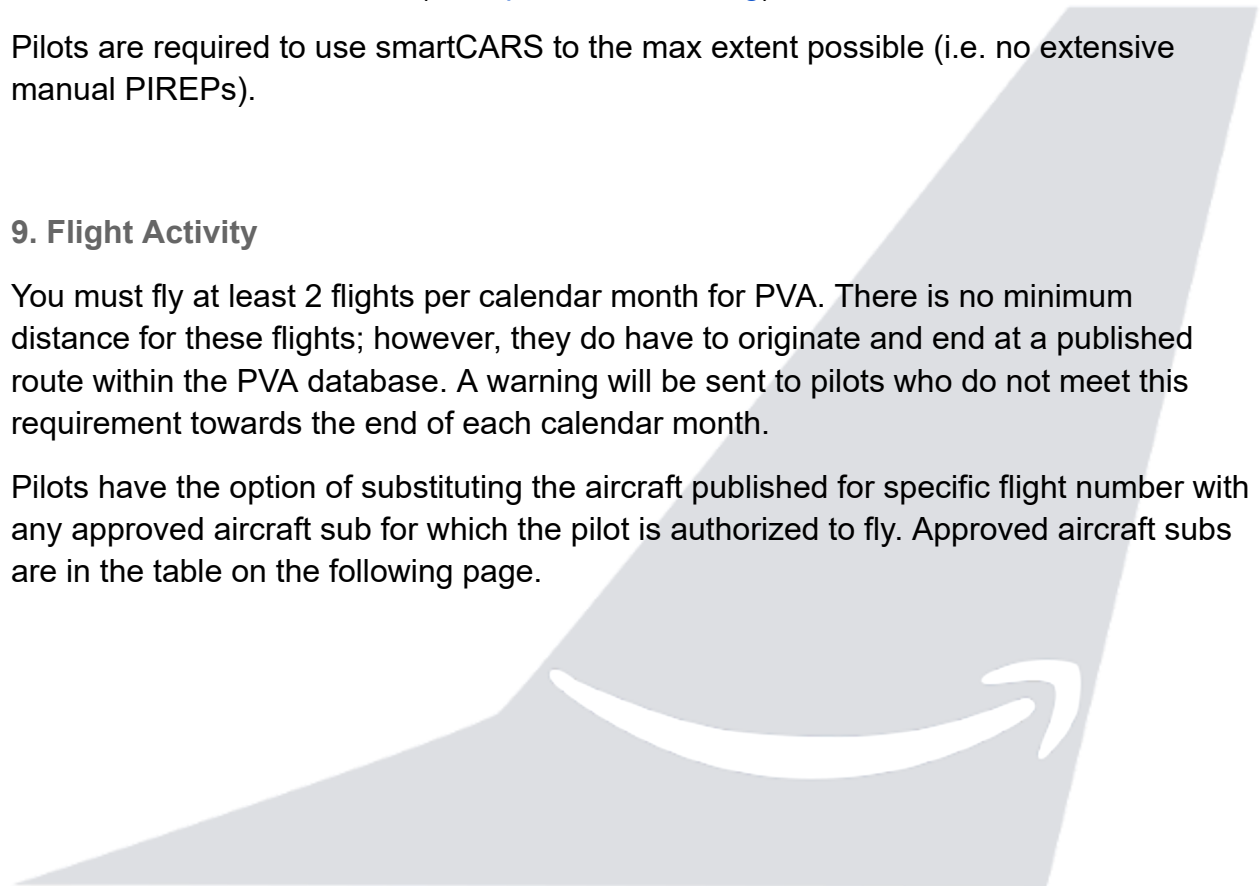 Pilots are required to use smartCARS to the max extent possible (i.e. no extensive
manual PIREPs).
9. Flight Activity
You must fly at least 2 flights per calendar month for PVA. There is no minimum
distance for these flights; however, they do have to originate and end at a published
route within the PVA database. A warning will be sent to pilots who do not meet this
requirement towards the end of each calendar month.
Pilots have the option of substituting the aircraft published for specific flight number with
any approved aircraft sub for which the pilot is authorized to fly. Approved aircraft subs
are in the table on the following page.